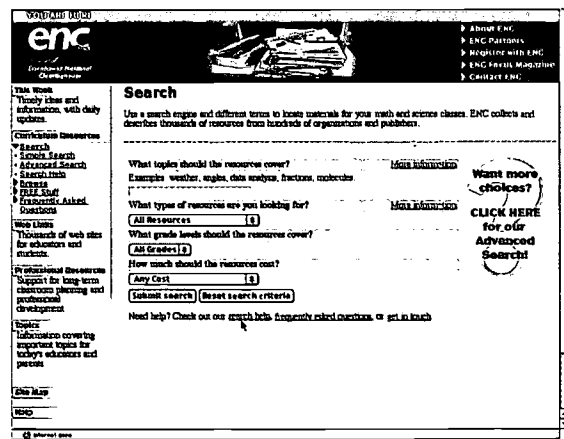 YOU ARE HERE
enc
Eisenhower National
Clearinghouse
About ENC
ENC Partners
Register with ENC
ENC Focus Magazine
Contact ENC
This Week
Timely ideas and
information, with daily
updates.
Curriculum Resources
Search
Simple Search
Advanced Search
Search Help
Browse
FREE Stuff
Frequently Asked
Questions
Web Links
Thousands of web sites
for educators and
students.
Professional Resources
Support for long-term
classroom planning and
professional
development
Topics
Information covering
important topics for
today's educators and
parents
Site Map
Help
Search
Use a search engine and different terms to locate materials for your math and science classes. ENC collects and
describes thousands of resources from hundreds of organizations and publishers.
What topics should the resources cover? More information
Examples: weather, angles, data analysis, fractions, molecules.
What types of resources are you looking for? More information
All Resources
What grade levels should the resources cover?
All Grades
How much should the resources cost?
Any Cost
Submit search Reset search criteria
Need help? Check out our search help, frequently asked questions, or get in touch
Want more
choices?
CLICK HERE
for our
Advanced
Search!
Internet zone